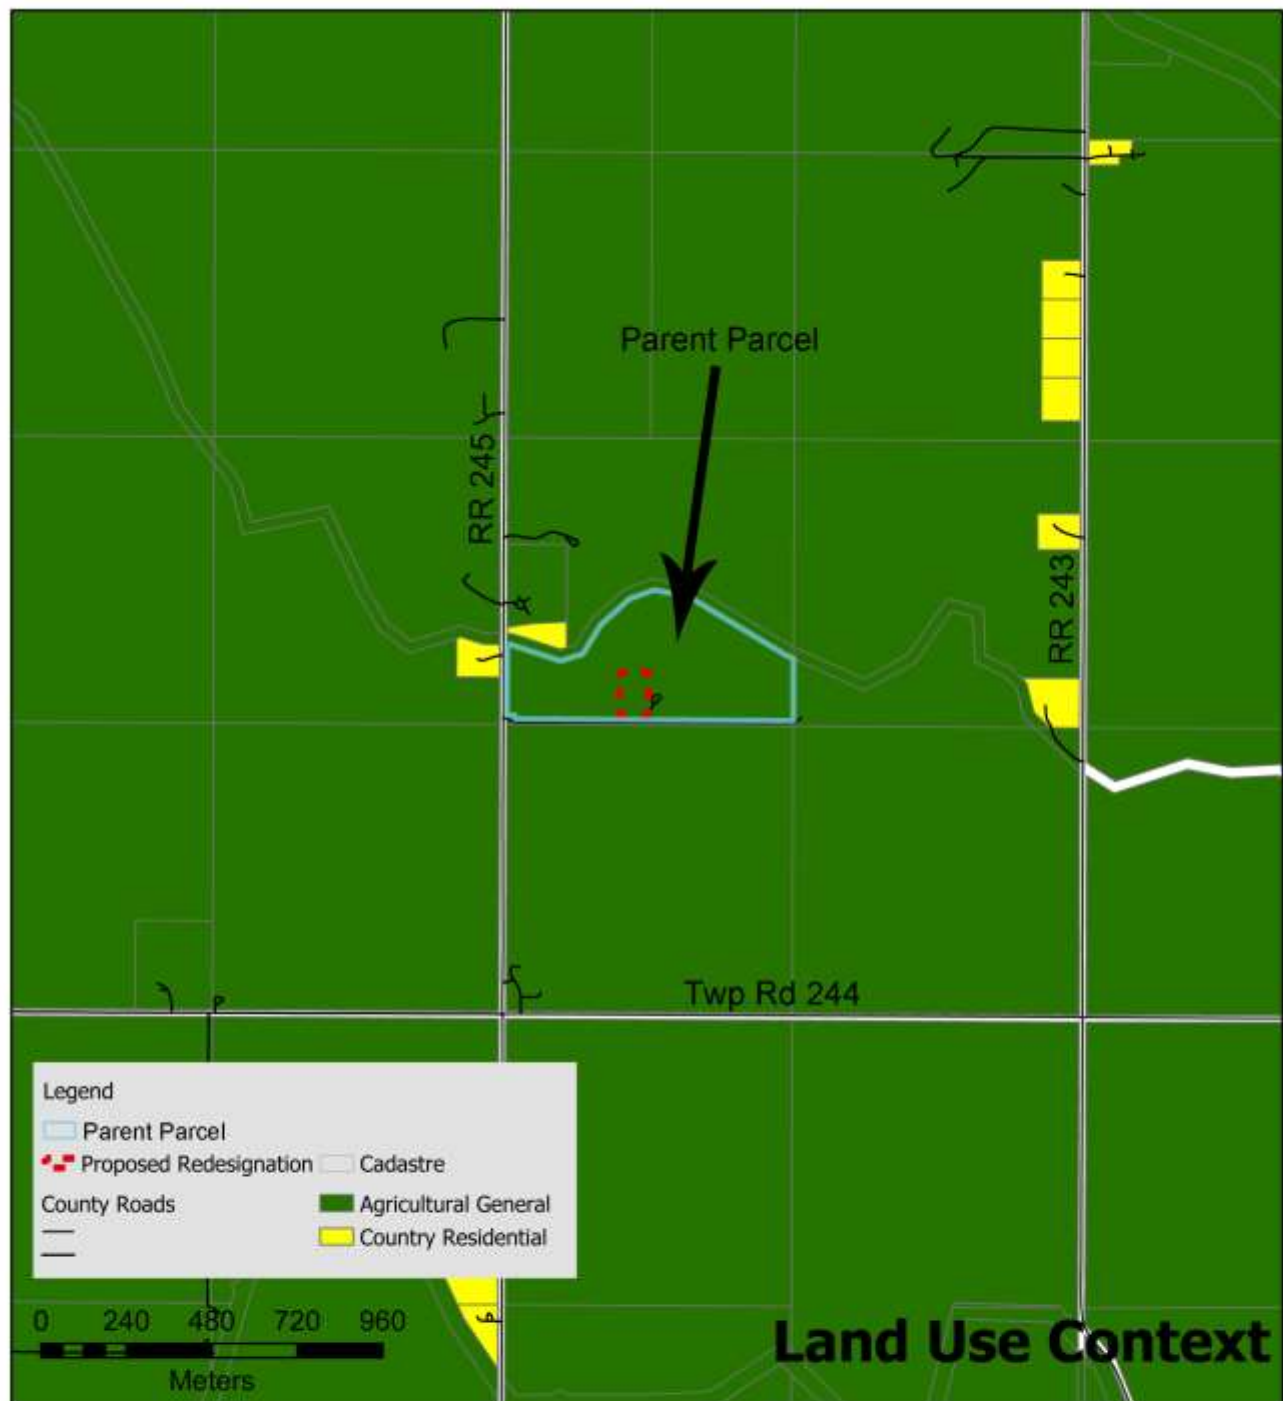 Parent Parcel
RR 245
RR 243
Twp Rd 244
Legend
Parent Parcel
Proposed Redesignation
Cadastre
County Roads
Agricultural General
Country Residential
0 240 480 720 960
Meters
Land Use Context